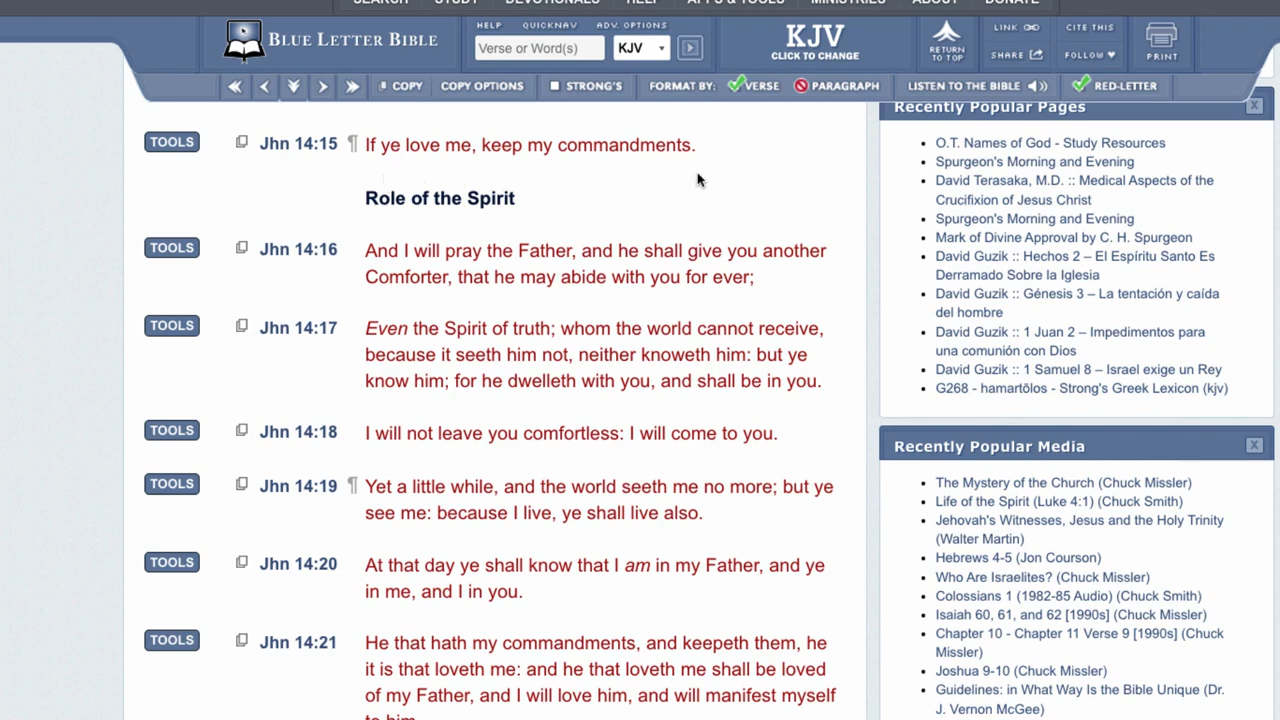 SEARCH STUDY DEVOTIONALS HELP APPS & TOOLS MINISTRIES ABOUT DONATE
BLUE LETTER BIBLE
HELP QUICKNAV ADV. OPTIONS
Verse or Word(s) KJV
KJV
CLICK TO CHANGE
RETURN
TO TOP
LINK CITE THIS
SHARE FOLLOW
PRINT
COPY COPY OPTIONS STRONG'S FORMAT BY: VERSE PARAGRAPH LISTEN TO THE BIBLE RED-LETTER
TOOLS Jhn 14:15 ¶ If ye love me, keep my commandments.
Role of the Spirit
TOOLS Jhn 14:16 And I will pray the Father, and he shall give you another
Comforter, that he may abide with you for ever;
TOOLS Jhn 14:17 Even the Spirit of truth; whom the world cannot receive,
because it seeth him not, neither knoweth him: but ye
know him; for he dwelleth with you, and shall be in you.
TOOLS Jhn 14:18 I will not leave you comfortless: I will come to you.
TOOLS Jhn 14:19 ¶ Yet a little while, and the world seeth me no more; but ye
see me: because I live, ye shall live also.
TOOLS Jhn 14:20 At that day ye shall know that I am in my Father, and ye
in me, and I in you.
TOOLS Jhn 14:21 He that hath my commandments, and keepeth them, he
it is that loveth me: and he that loveth me shall be loved
of my Father, and I will love him, and will manifest myself
to him.
Recently Popular Pages X
• O.T. Names of God - Study Resources
• Spurgeon's Morning and Evening
• David Terasaka, M.D. :: Medical Aspects of the
Crucifixion of Jesus Christ
• Spurgeon's Morning and Evening
• Mark of Divine Approval by C. H. Spurgeon
• David Guzik :: Hechos 2 – El Espíritu Santo Es
Derramado Sobre la Iglesia
• David Guzik :: Génesis 3 – La tentación y caída
del hombre
• David Guzik :: 1 Juan 2 – Impedimentos para
una comunión con Dios
• David Guzik :: 1 Samuel 8 – Israel exige un Rey
• G268 - hamartōlos - Strong's Greek Lexicon (kjv)
Recently Popular Media X
• The Mystery of the Church (Chuck Missler)
• Life of the Spirit (Luke 4:1) (Chuck Smith)
• Jehovah's Witnesses, Jesus and the Holy Trinity
(Walter Martin)
• Hebrews 4-5 (Jon Courson)
• Who Are Israelites? (Chuck Missler)
• Colossians 1 (1982-85 Audio) (Chuck Smith)
• Isaiah 60, 61, and 62 [1990s] (Chuck Missler)
• Chapter 10 - Chapter 11 Verse 9 [1990s] (Chuck
Missler)
• Joshua 9-10 (Chuck Missler)
• Guidelines: in What Way Is the Bible Unique (Dr.
J. Vernon McGee)